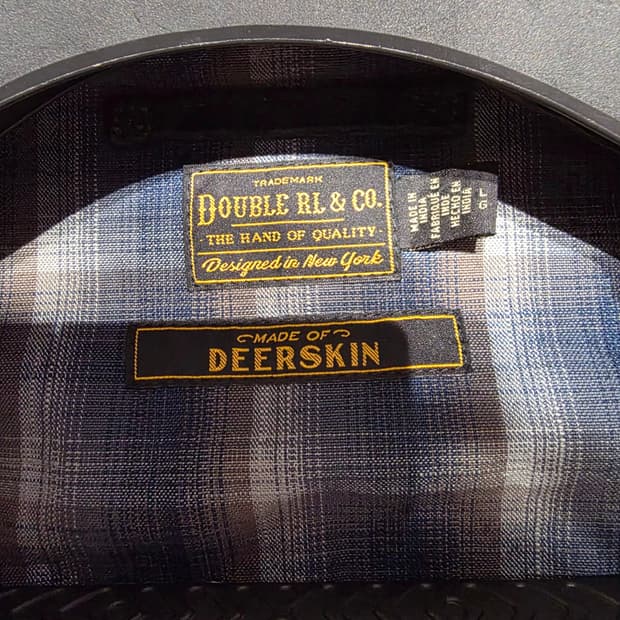 TRADEMARK
DOUBLE RL & CO.
· THE HAND OF QUALITY ·
Designed in New York
MADE IN
INDIA
FABRIQUE EN
INDE
HECHO EN
INDIA
MADE OF
DEERSKIN